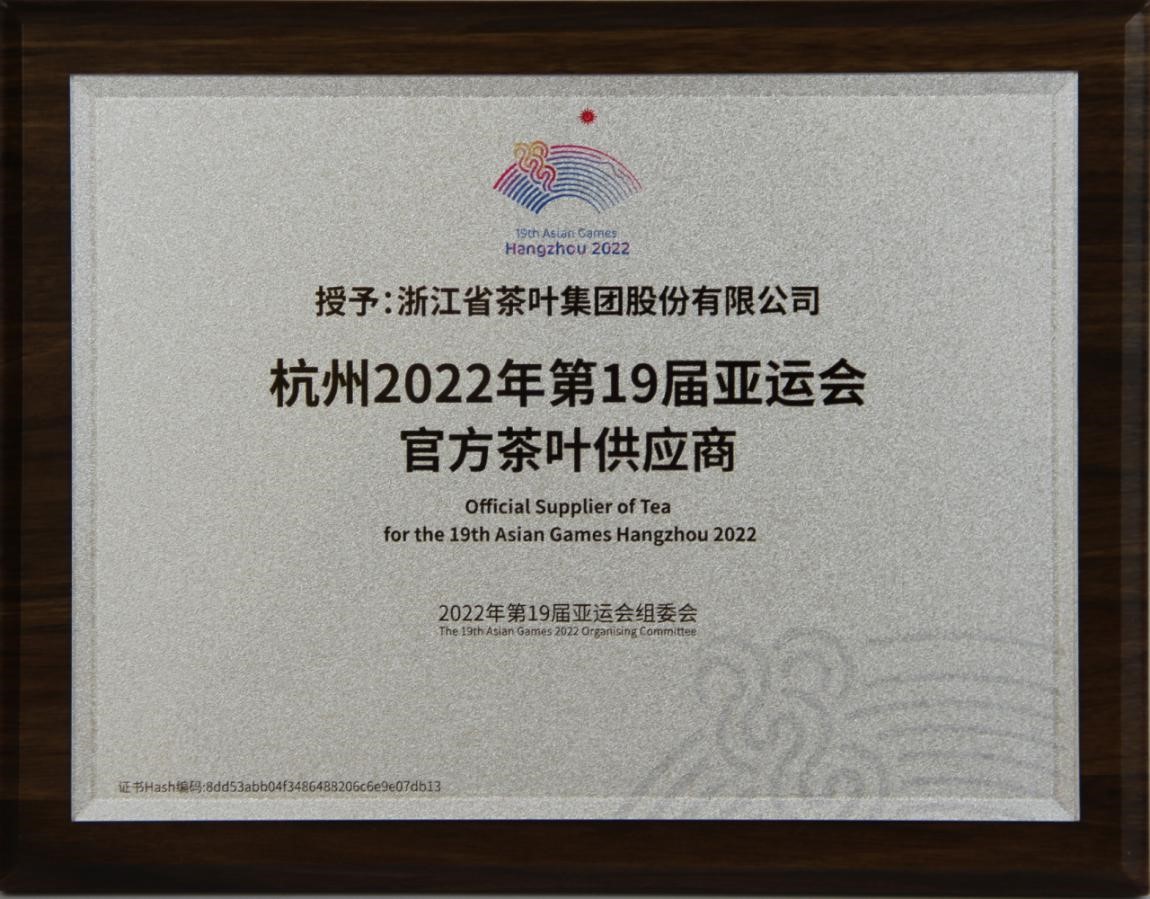 19th Asian Games
Hangzhou 2022
授予:浙江省茶叶集团股份有限公司
杭州2022年第19届亚运会
官方茶叶供应商
Official Supplier of Tea
for the 19th Asian Games Hangzhou 2022
2022年第19届亚运会组委会
The 19th Asian Games 2022 Organising Committee
证书Hash编码:8dd53abb04f3486488206c6e9e07db13